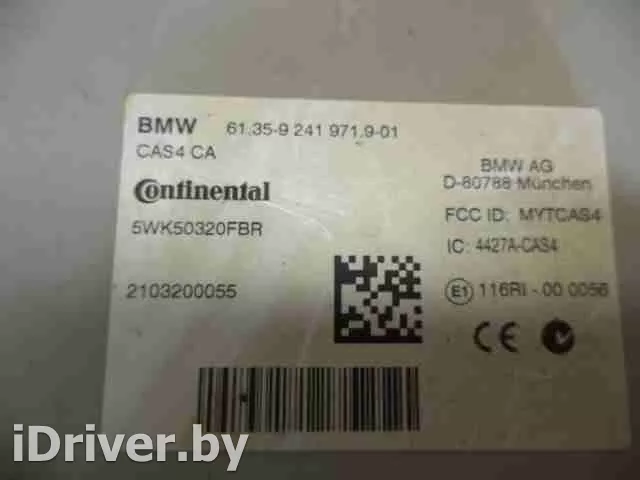 BMW 61.35-9 241 971.9-01
CAS4 CA
Continental
5WK50320FBR
2103200055
BMW AG
D-80788 München
FCC ID: MYTCAS4
IC: 4427A-CAS4
E1 116RI-00 0056
CE
iDriver.by